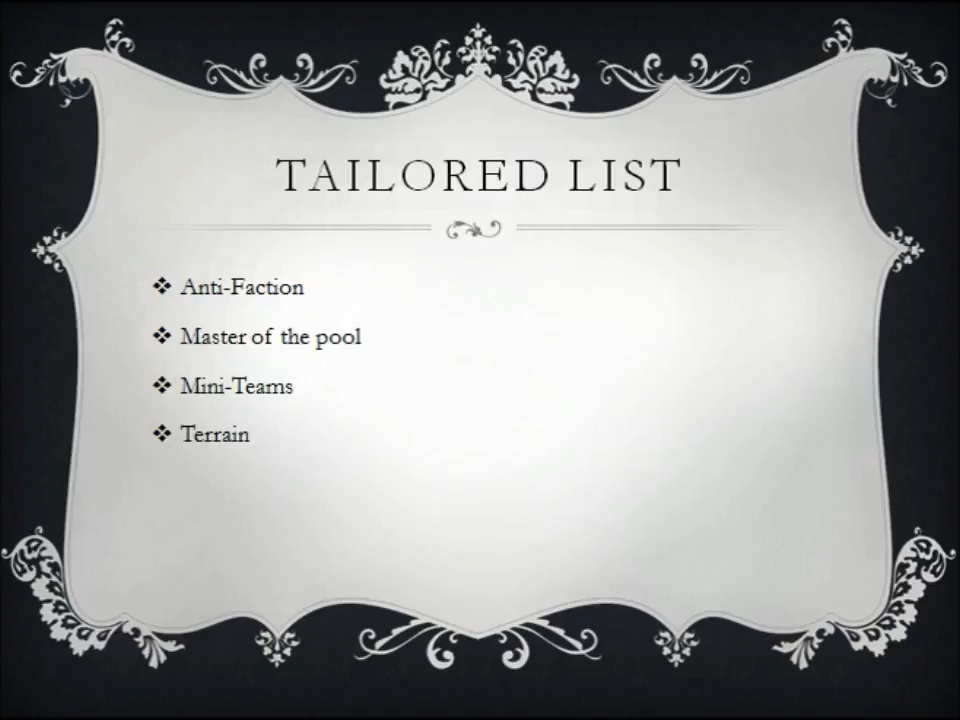 TAILORED LIST
❖ Anti-Faction
❖ Master of the pool
❖ Mini-Teams
❖ Terrain